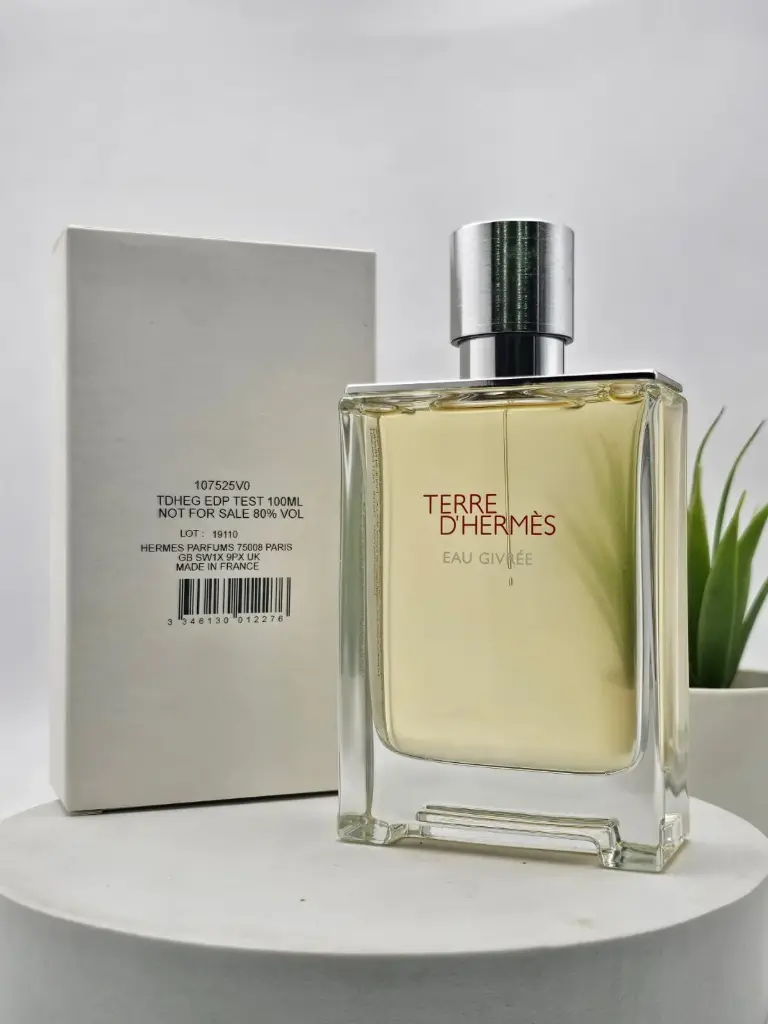 107525V0
TDHEG EDP TEST 100ML
NOT FOR SALE 80% VOL
LOT : 19110
HERMES PARFUMS 75008 PARIS
GB SW1X 9PX UK
MADE IN FRANCE
3 346130 012276
TERRE
D'HERMÈS
EAU GIVRÉE